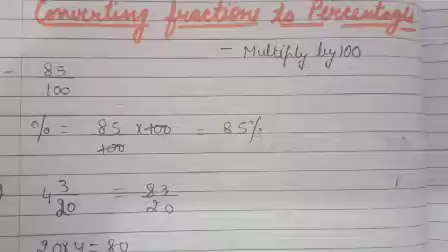 Converting fractions to Percentages
- Multiply by 100
- 85/100
% = 85/100 × 100 = 85%
4 3/20 = 83/20
20×4 = 80